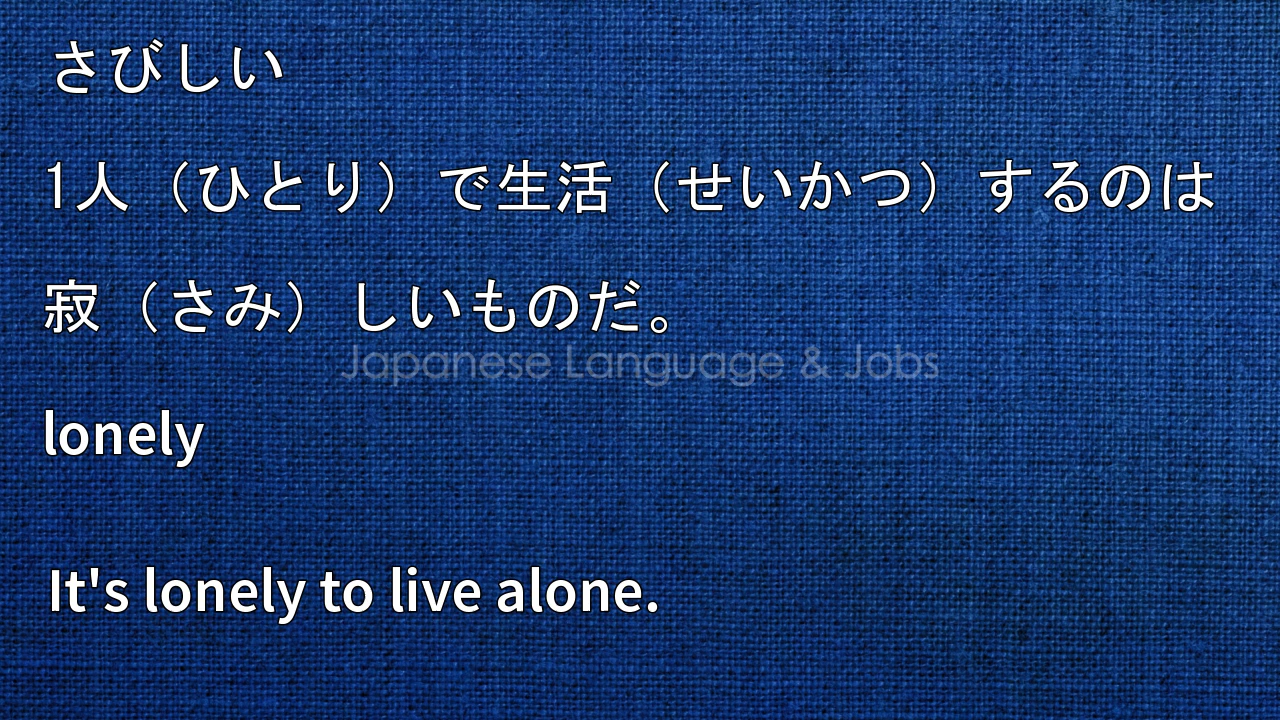 さびしい
1人（ひとり）で生活（せいかつ）するのは
寂（さみ）しいものだ。
Japanese Language & Jobs
lonely
It's lonely to live alone.